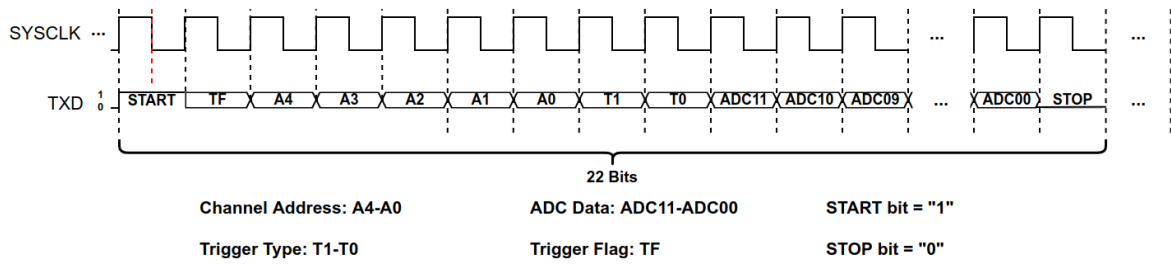 SYSCLK ... ... ... ...
TXD 1 0 START TF A4 A3 A2 A1 A0 T1 T0 ADC11 ADC10 ADC09 ... ADC00 STOP ...
22 Bits
Channel Address: A4-A0 ADC Data: ADC11-ADC00 START bit = "1"
Trigger Type: T1-T0 Trigger Flag: TF STOP bit = "0"